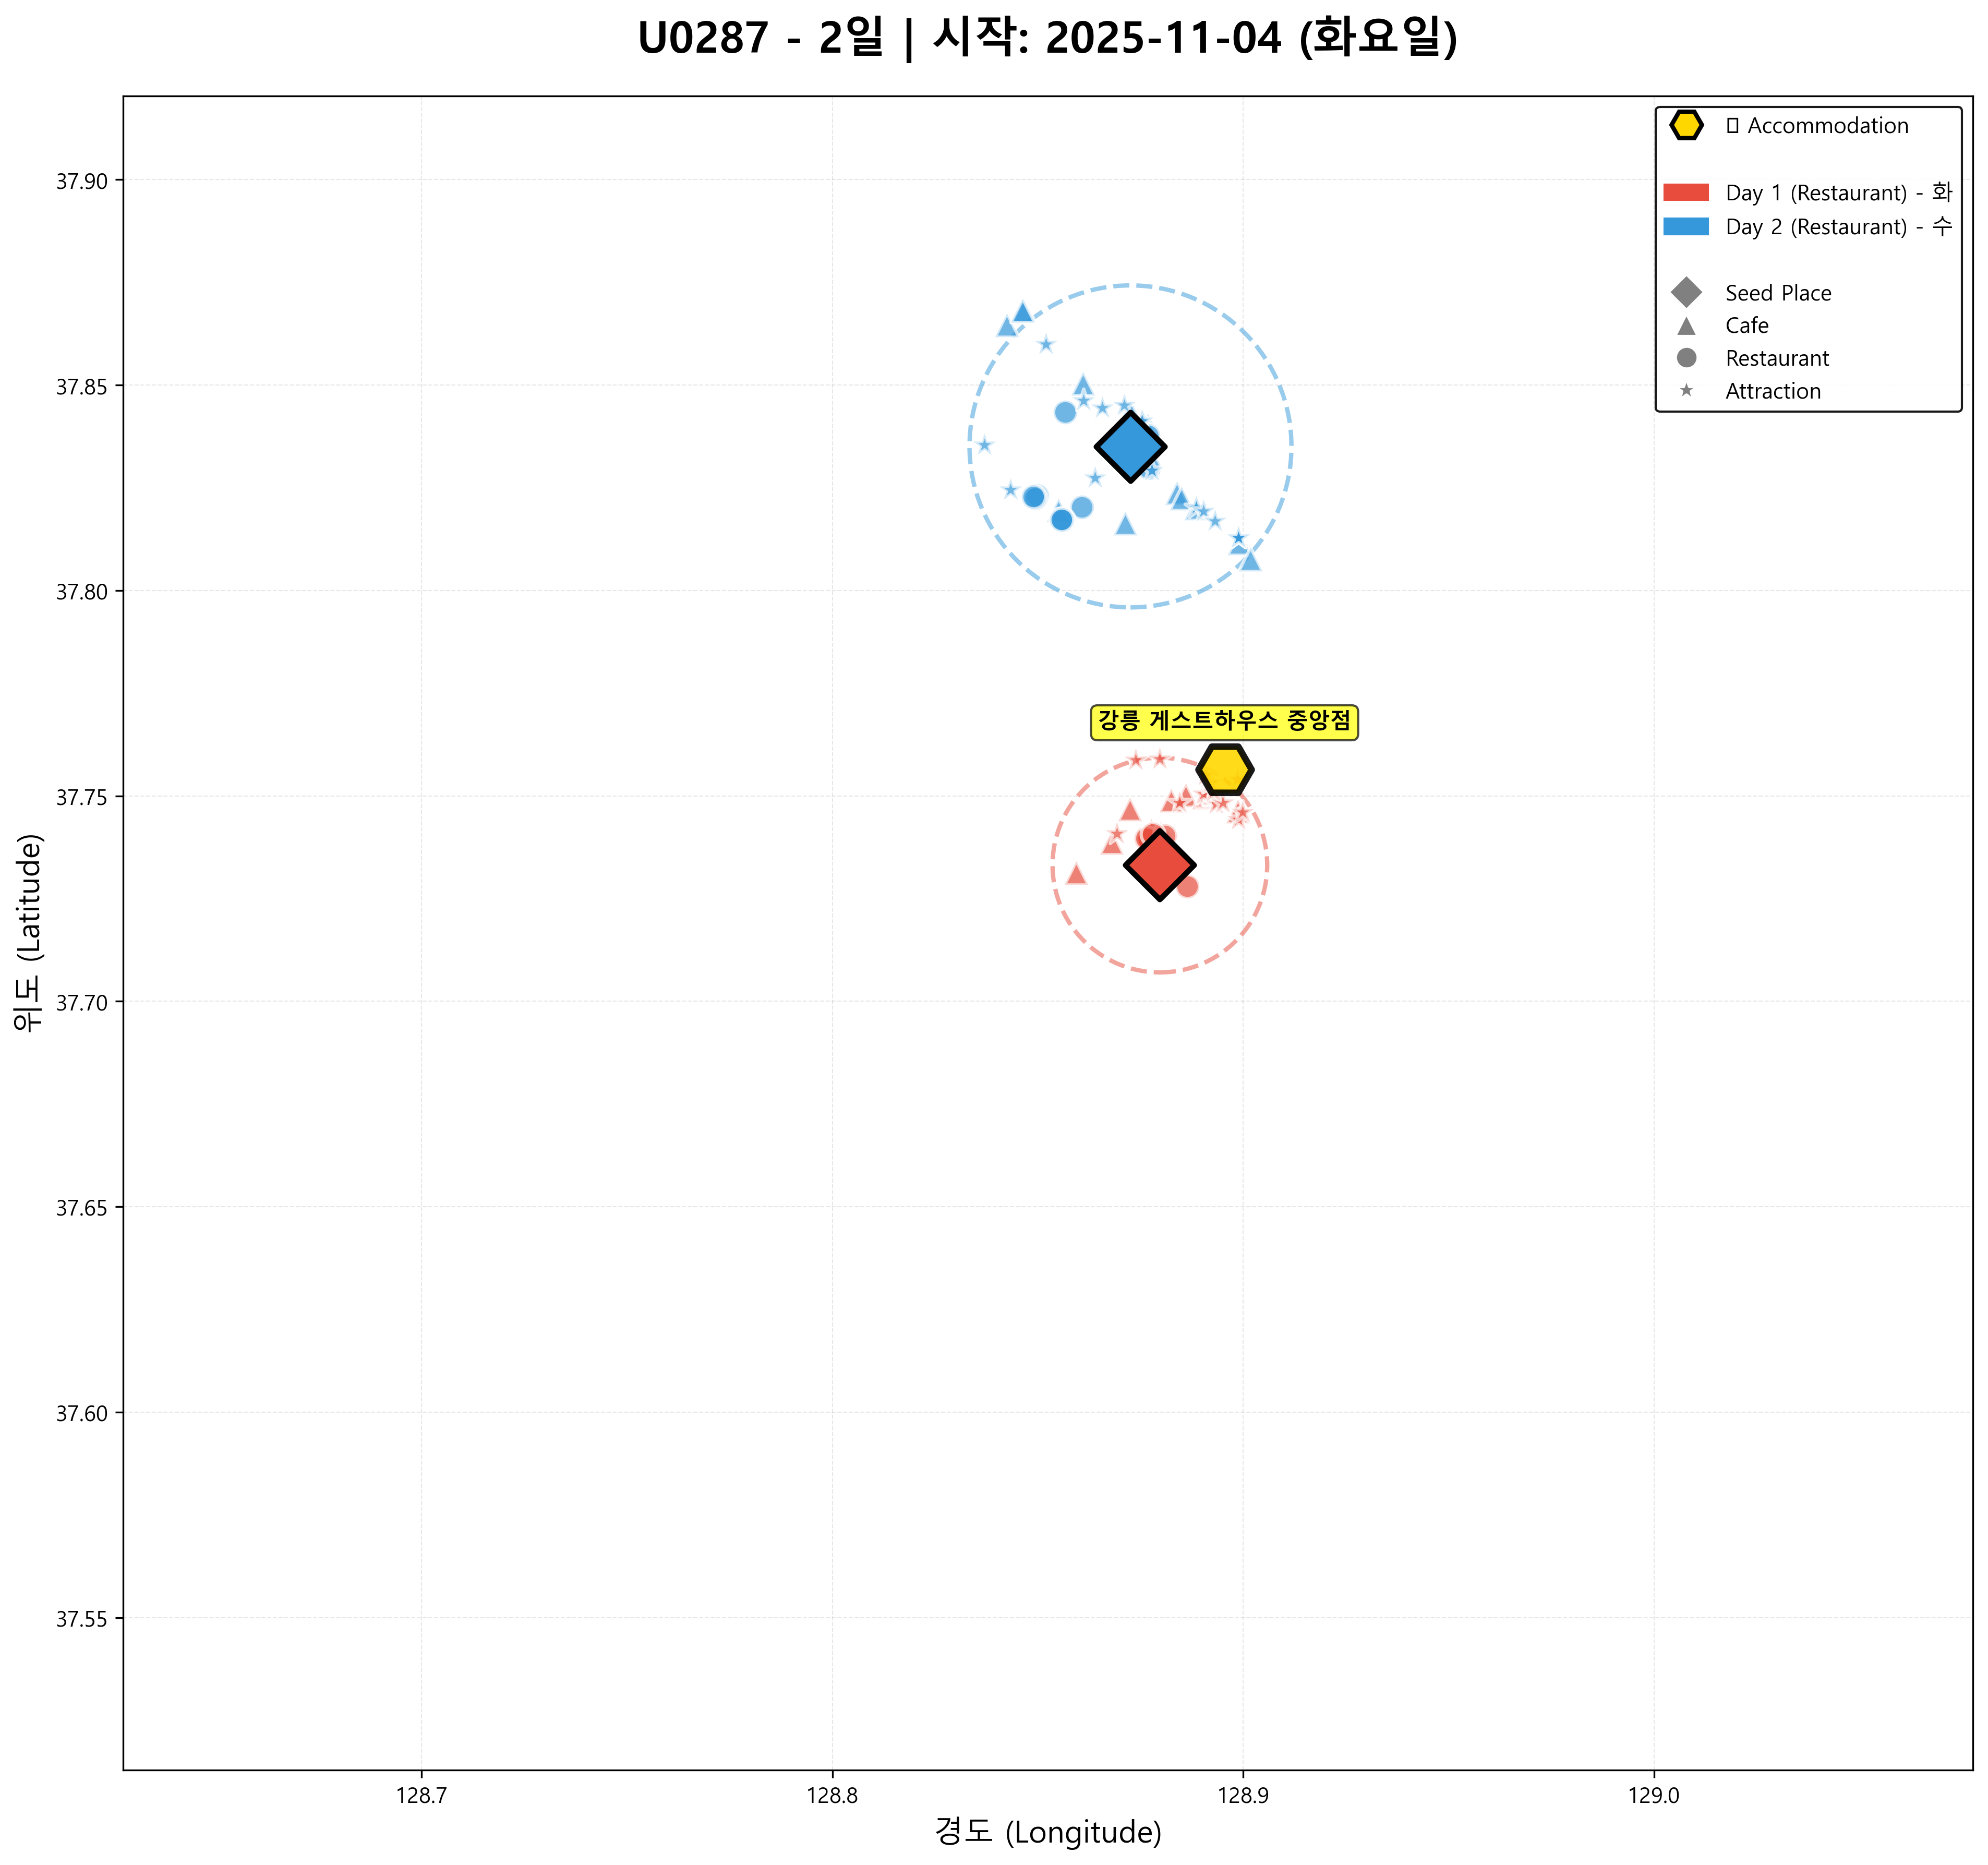 U0287 - 2일 | 시작: 2025-11-04 (화요일)
Accommodation
Day 1 (Restaurant) - 화
Day 2 (Restaurant) - 수
Seed Place
Cafe
Restaurant
Attraction
강릉 게스트하우스 중앙점
위도 (Latitude)
37.90
37.85
37.80
37.75
37.70
37.65
37.60
37.55
128.7
128.8
128.9
129.0
경도 (Longitude)